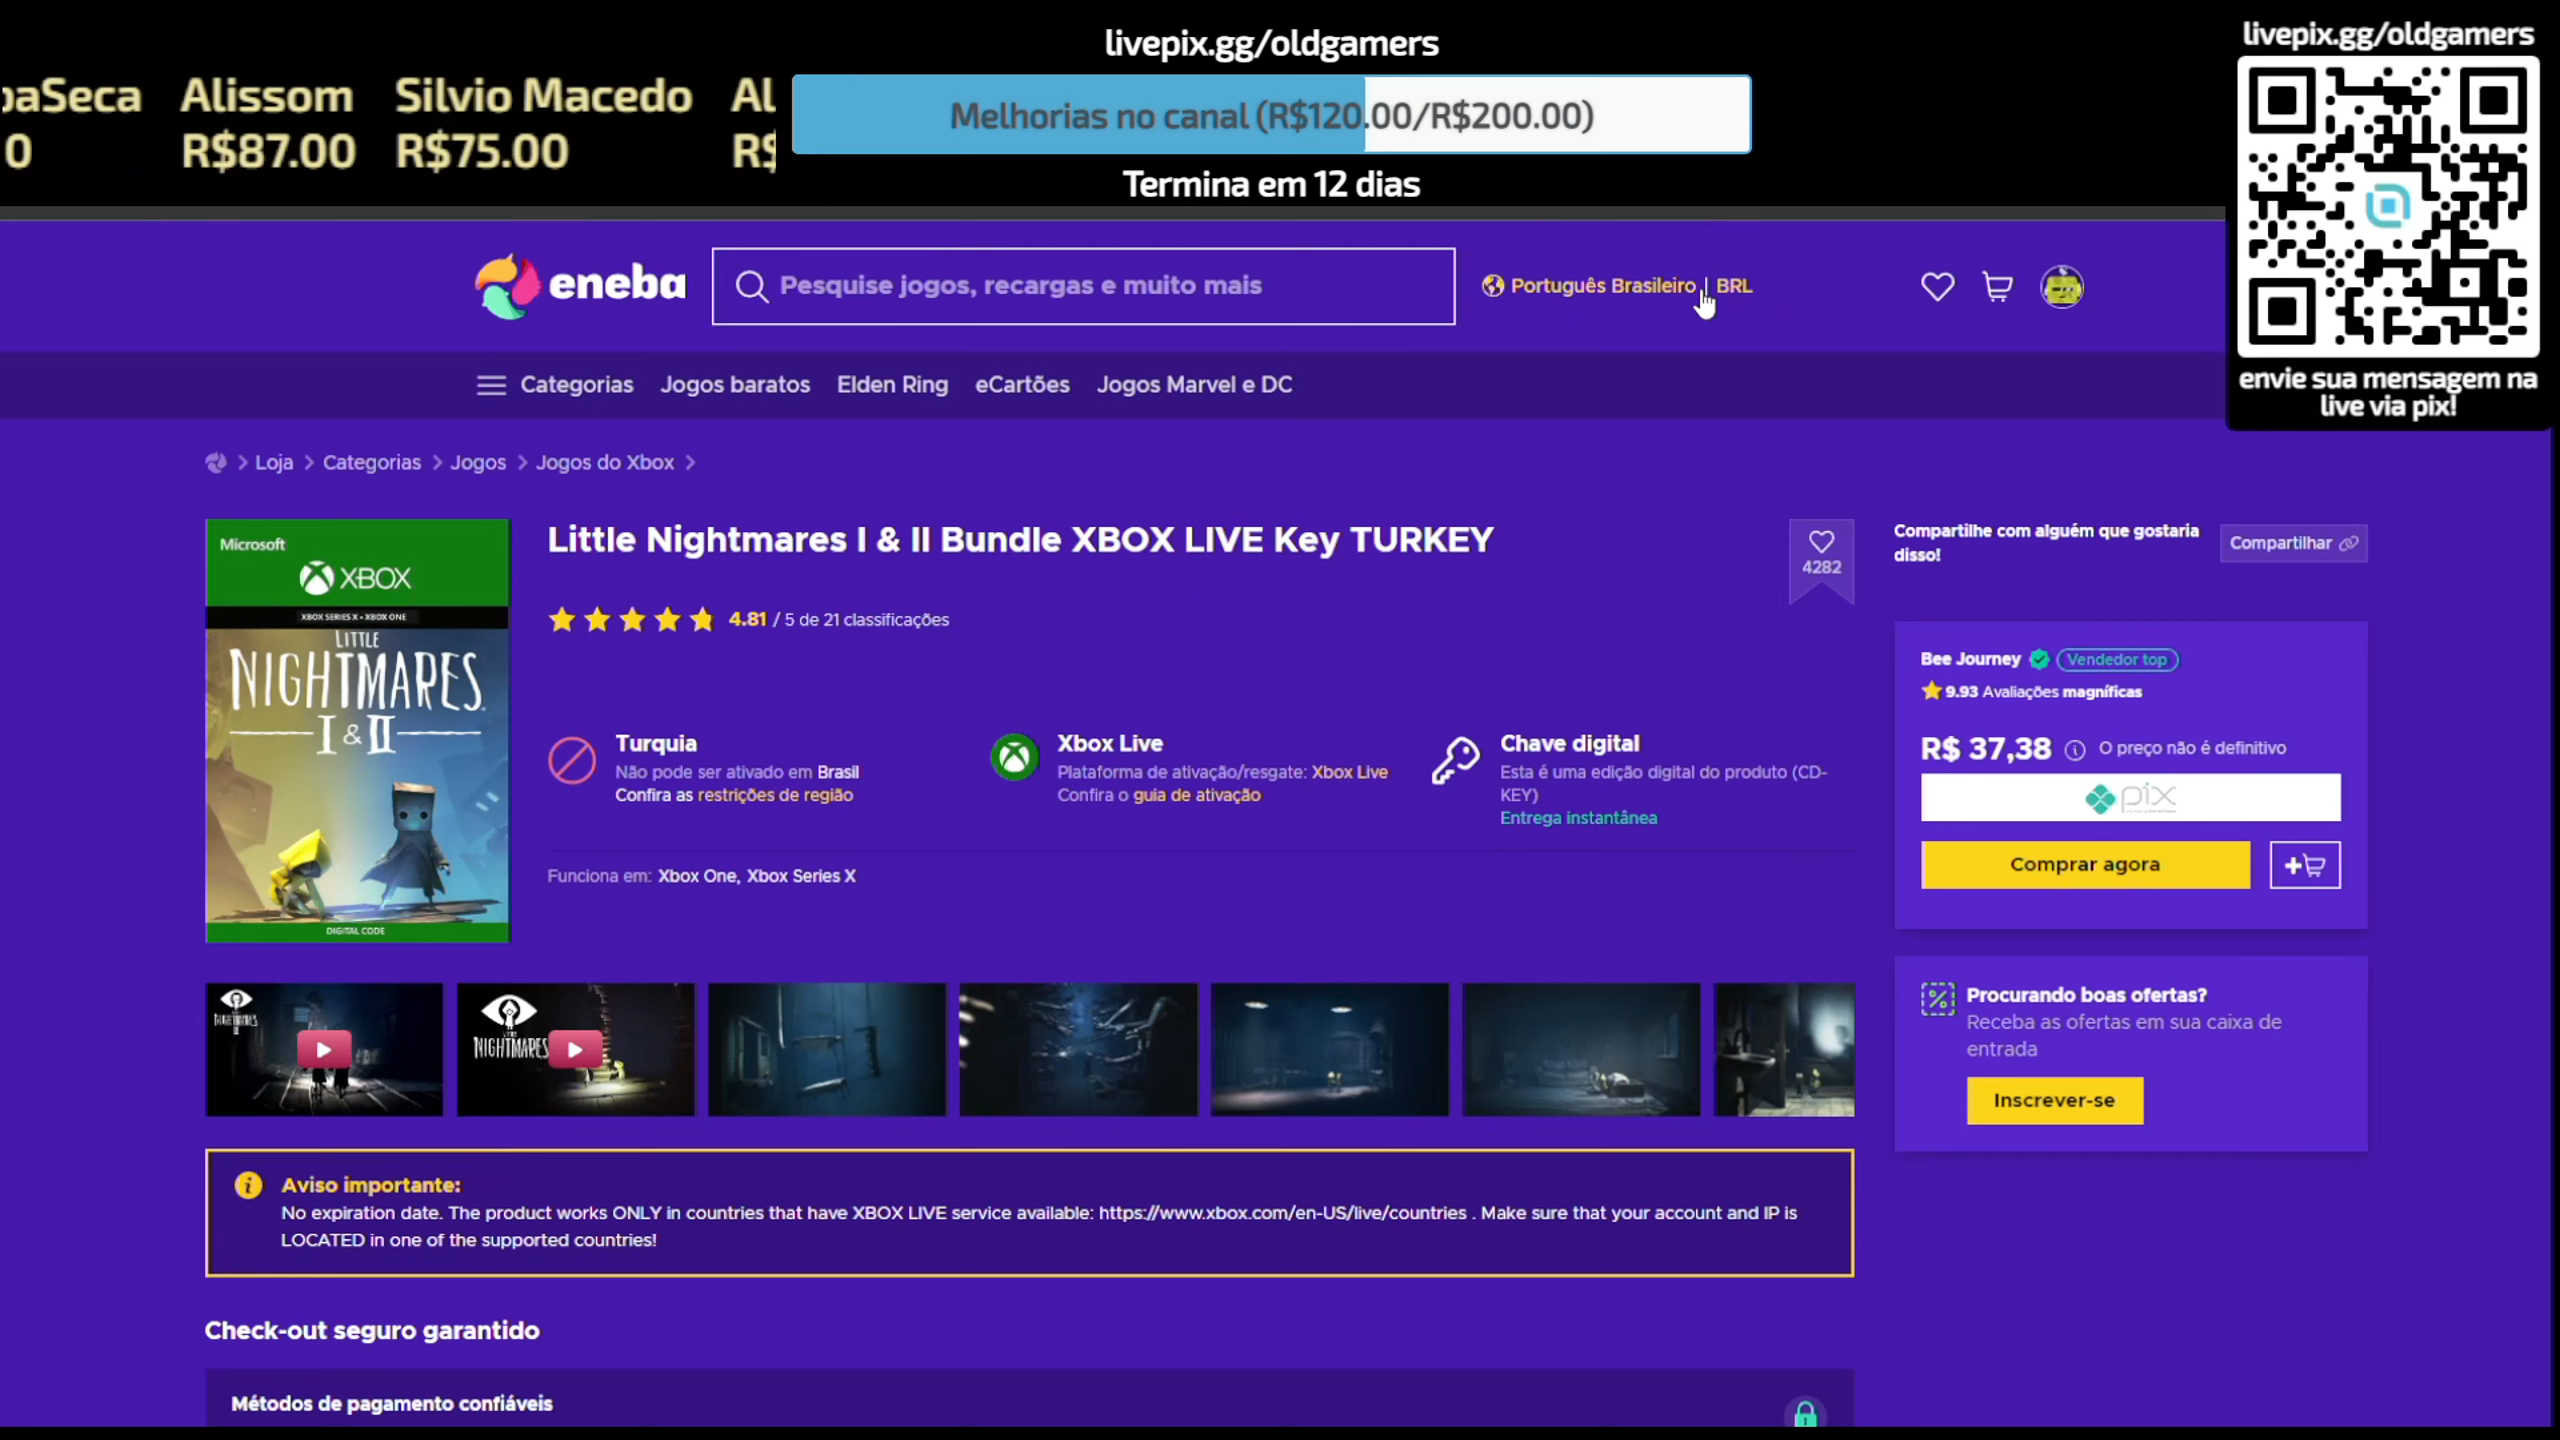 livepix.gg/oldgamers
livepix.gg/oldgamers
paSeca Alissom Silvio Macedo Al
0 R$87.00 R$75.00 R$
Melhorias no canal (R$120.00/R$200.00)
Termina em 12 dias
envie sua mensagem na
live via pix!
eneba
Pesquise jogos, recargas e muito mais
Português Brasileiro | BRL
Categorias Jogos baratos Elden Ring eCartões Jogos Marvel e DC
> Loja > Categorias > Jogos > Jogos do Xbox >
Microsoft
XBOX
XBOX SERIES X • XBOX ONE
LITTLE
NIGHTMARES
I & II
DIGITAL CODE
Little Nightmares I & II Bundle XBOX LIVE Key TURKEY
4.81 / 5 de 21 classificações
4282
Compartilhe com alguém que gostaria
disso!
Compartilhar
Turquia
Não pode ser ativado em Brasil
Confira as restrições de região
Xbox Live
Plataforma de ativação/resgate: Xbox Live
Confira o guia de ativação
Chave digital
Esta é uma edição digital do produto (CD-
KEY)
Entrega instantânea
Funciona em: Xbox One, Xbox Series X
Bee Journey Vendedor top
9.93 Avaliações magníficas
R$ 37,38 O preço não é definitivo
pix
Comprar agora
+
Procurando boas ofertas?
Receba as ofertas em sua caixa de
entrada
Inscrever-se
NIGHTMARES
II
NIGHTMARES
Aviso importante:
No expiration date. The product works ONLY in countries that have XBOX LIVE service available: https://www.xbox.com/en-US/live/countries . Make sure that your account and IP is
LOCATED in one of the supported countries!
Check-out seguro garantido
Métodos de pagamento confiáveis